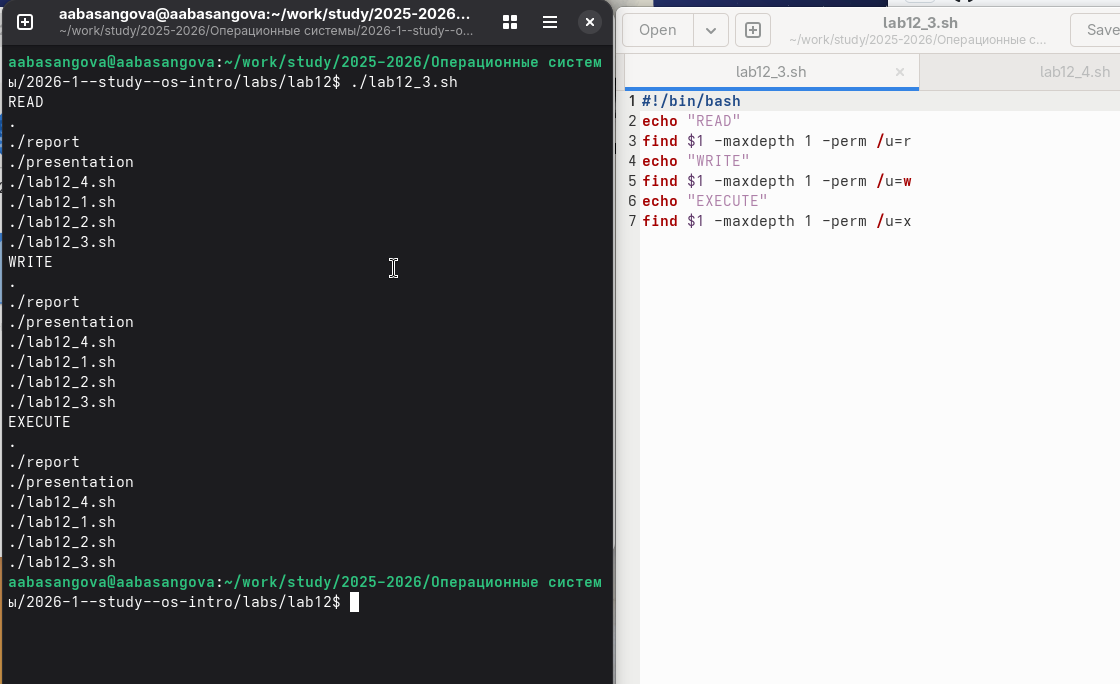 aabasangova@aabasangova:~/work/study/2025-2026...
~/work/study/2025-2026/Операционные системы/2026-1--study--o...
aabasangova@aabasangova:~/work/study/2025-2026/Операционные систем
ы/2026-1--study--os-intro/labs/lab12$ ./lab12_3.sh
READ
.
./report
./presentation
./lab12_4.sh
./lab12_1.sh
./lab12_2.sh
./lab12_3.sh
WRITE
.
./report
./presentation
./lab12_4.sh
./lab12_1.sh
./lab12_2.sh
./lab12_3.sh
EXECUTE
.
./report
./presentation
./lab12_4.sh
./lab12_1.sh
./lab12_2.sh
./lab12_3.sh
aabasangova@aabasangova:~/work/study/2025-2026/Операционные систем
ы/2026-1--study--os-intro/labs/lab12$
Open
lab12_3.sh
~/work/study/2025-2026/Операционные с...
Save
lab12_3.sh
lab12_4.sh
1 #!/bin/bash
2 echo "READ"
3 find $1 -maxdepth 1 -perm /u=r
4 echo "WRITE"
5 find $1 -maxdepth 1 -perm /u=w
6 echo "EXECUTE"
7 find $1 -maxdepth 1 -perm /u=x